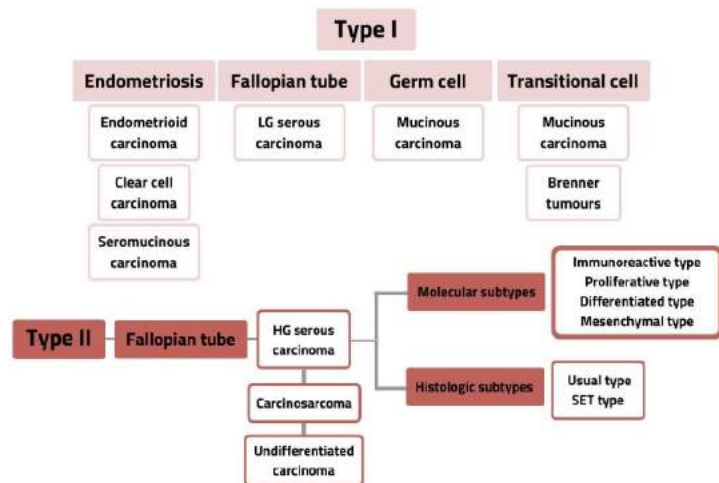 Type I
Endometriosis
Fallopian tube
Germ cell
Transitional cell
Endometrioid
carcinoma
LG serous
carcinoma
Mucinous
carcinoma
Mucinous
carcinoma
Clear cell
carcinoma
Brenner
tumours
Seromucinous
carcinoma
Type II
Fallopian tube
HG serous
carcinoma
Molecular subtypes
Immunoreactive type
Proliferative type
Differentiated type
Mesenchymal type
Histologic subtypes
Usual type
SET type
Carcinosarcoma
Undifferentiated
carcinoma